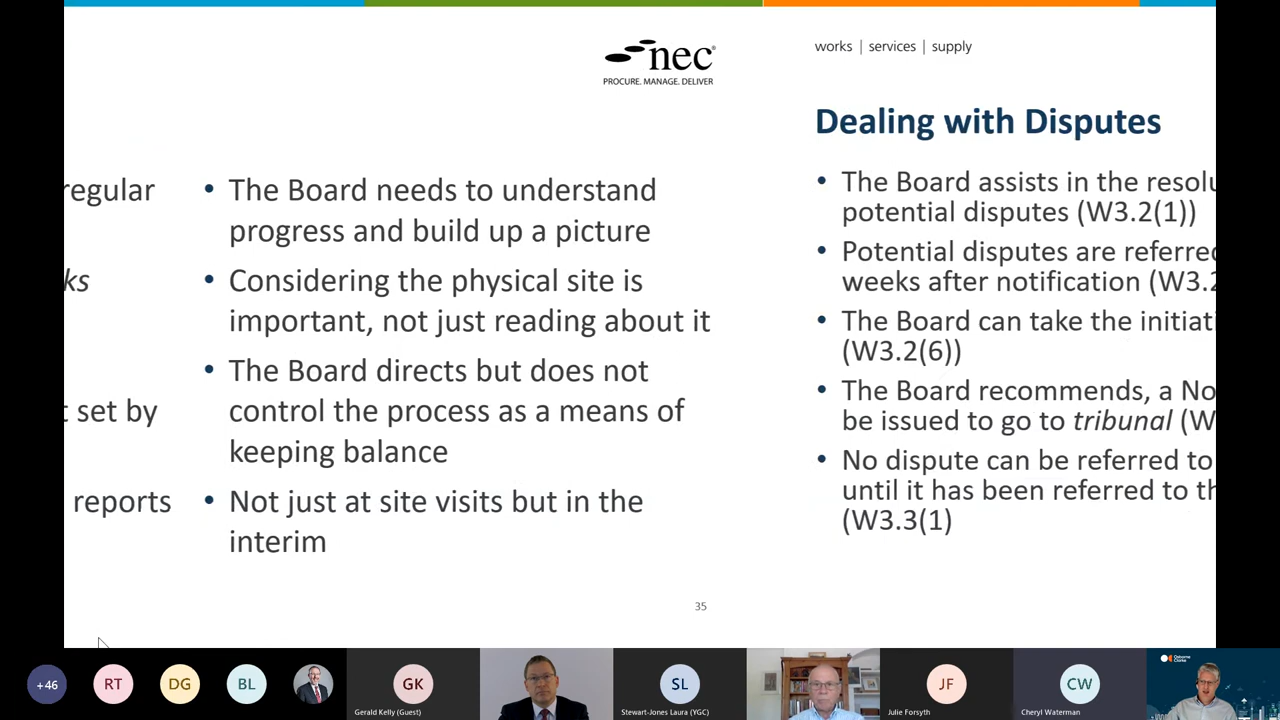 nec
PROCURE. MANAGE. DELIVER
regular
ks
set by
reports
• The Board needs to understand
progress and build up a picture
• Considering the physical site is
important, not just reading about it
• The Board directs but does not
control the process as a means of
keeping balance
• Not just at site visits but in the
interim
35
works | services | supply
Dealing with Disputes
• The Board assists in the resolu
potential disputes (W3.2(1))
• Potential disputes are referred
weeks after notification (W3.2
• The Board can take the initiati
(W3.2(6))
• The Board recommends, a No
be issued to go to tribunal (W
• No dispute can be referred to
until it has been referred to th
(W3.3(1)
+46
RT
DG
BL
GK
Gerald Kelly (Guest)
SL
Stewart-Jones Laura (YGC)
JF
Julie Forsyth
CW
Cheryl Waterman
Osborne
Clarke